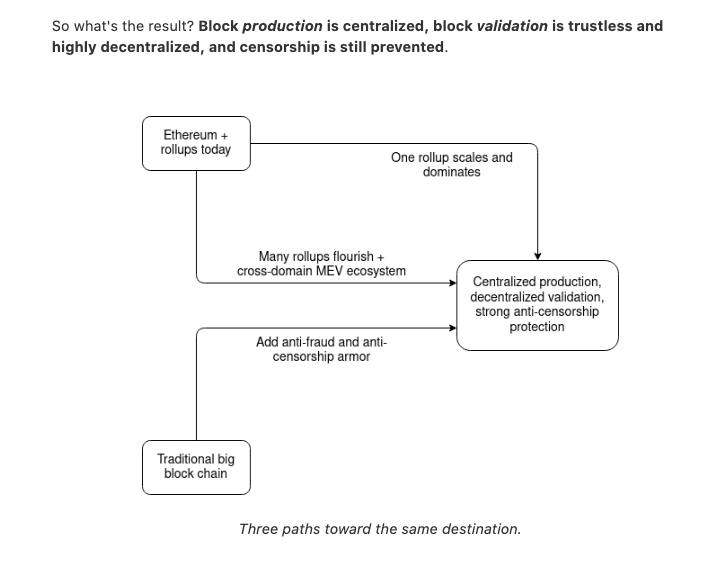 So what's the result? Block production is centralized, block validation is trustless and
highly decentralized, and censorship is still prevented.
Ethereum +
rollups today
One rollup scales and
dominates
Many rollups flourish +
cross-domain MEV ecosystem
Centralized production,
decentralized validation,
strong anti-censorship
protection
Add anti-fraud and anti-
censorship armor
Traditional big
block chain
Three paths toward the same destination.